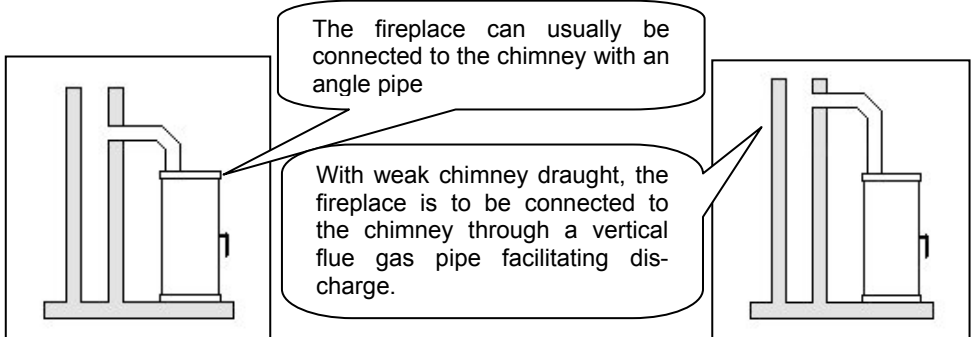 The fireplace can usually be
connected to the chimney with an
angle pipe
With weak chimney draught, the
fireplace is to be connected to
the chimney through a vertical
flue gas pipe facilitating dis-
charge.